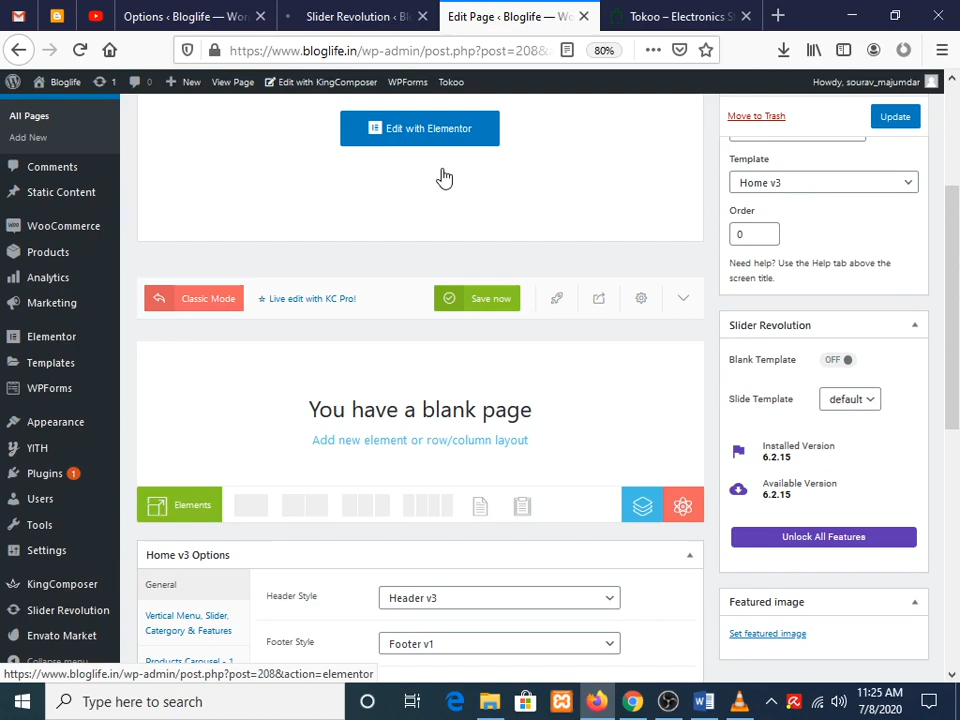 Options ‹ Bloglife — Wor
Slider Revolution ‹ Bl
Edit Page ‹ Bloglife — Wo
Tokoo – Electronics St
https://www.bloglife.in/wp-admin/post.php?post=208&
80%
Bloglife
1
0
New
View Page
Edit with KingComposer
WPForms
Tokoo
Howdy, sourav_majumdar
All Pages
Add New
Comments
Static Content
WooCommerce
Products
Analytics
Marketing
Elementor
Templates
WPForms
Appearance
YITH
Plugins 1
Users
Tools
Settings
KingComposer
Slider Revolution
Envato Market
Collapse menu
Edit with Elementor
Classic Mode
☆ Live edit with KC Pro!
Save now
You have a blank page
Add new element or row/column layout
Elements
Home v3 Options
General
Vertical Menu, Slider,
Catergory & Features
Products Carousel - 1
Header Style
Header v3
Footer Style
Footer v1
Move to Trash
Update
Template
Home v3
Order
0
Need help? Use the Help tab above the
screen title.
Slider Revolution
Blank Template
OFF
Slide Template
default
Installed Version
6.2.15
Available Version
6.2.15
Unlock All Features
Featured image
Set featured image
https://www.bloglife.in/wp-admin/post.php?post=208&action=elementor
Type here to search
11:25 AM
7/8/2020